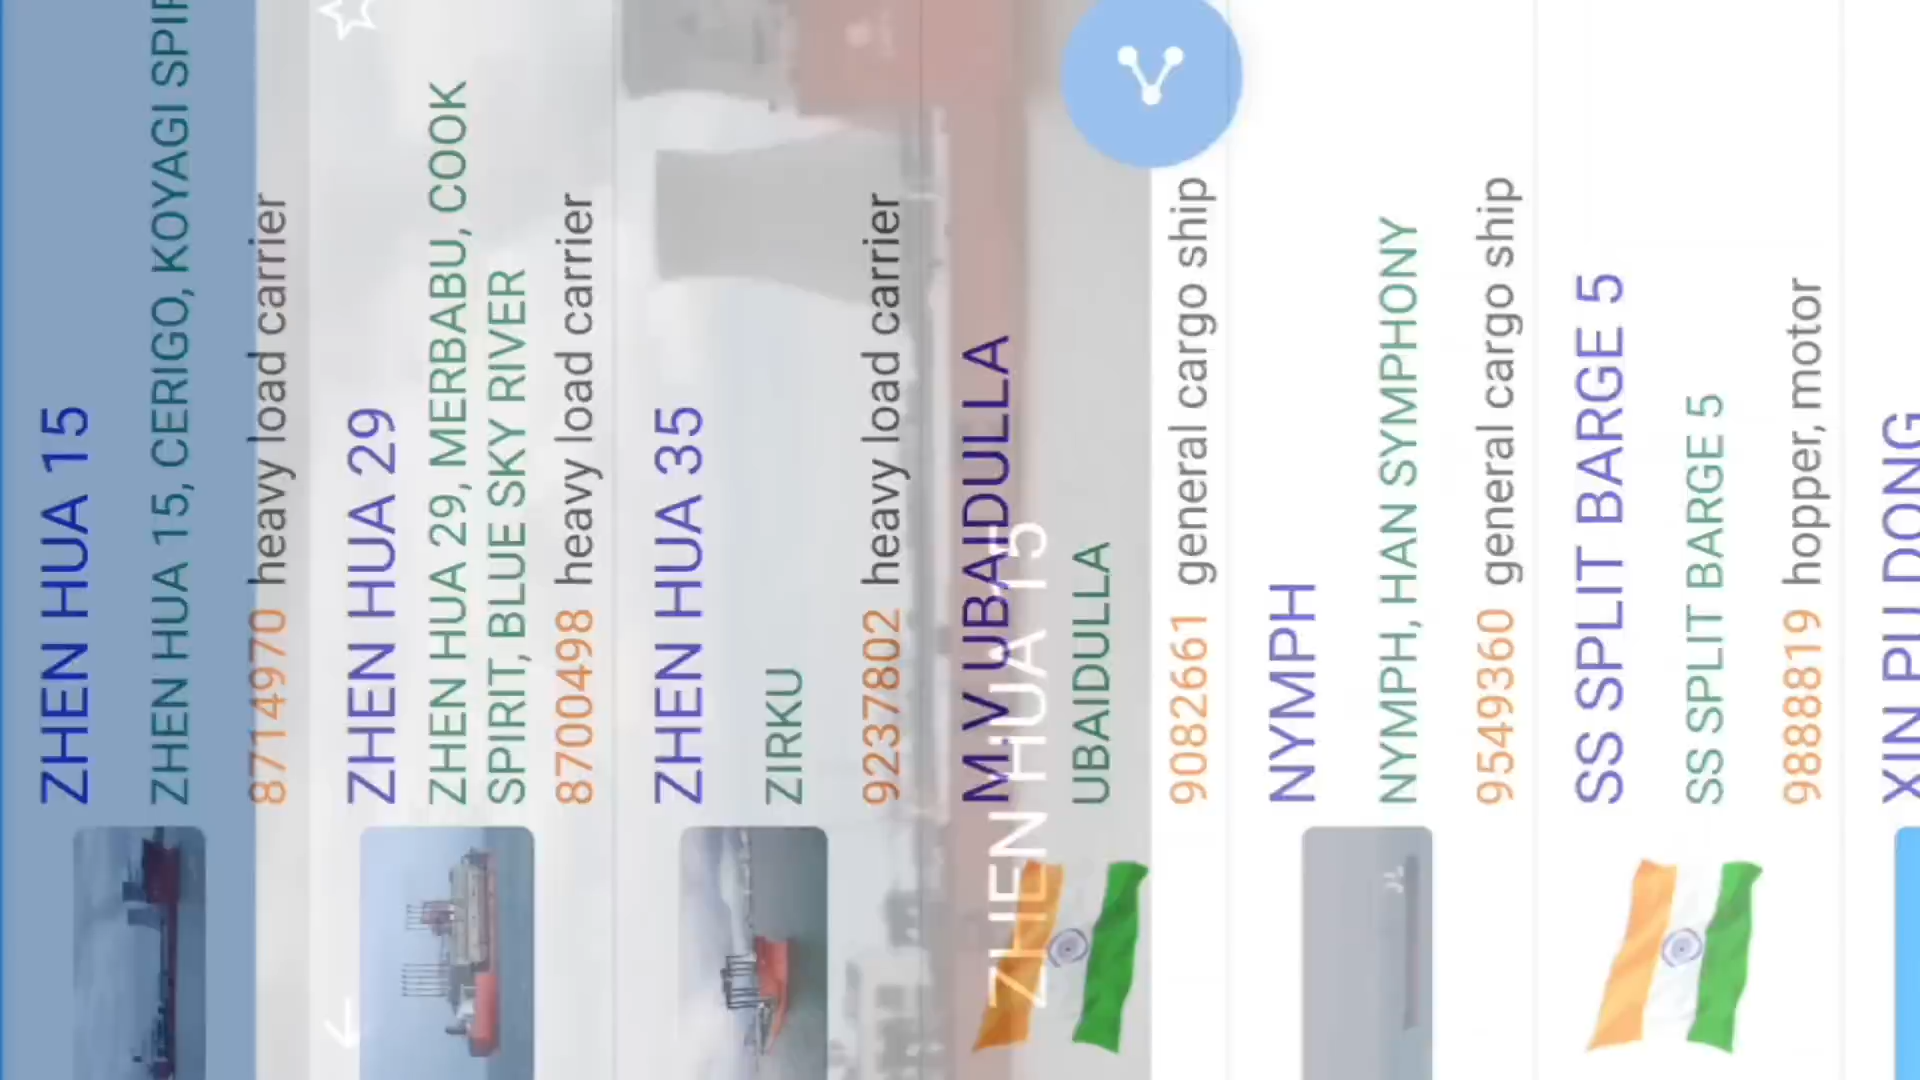 ZHEN HUA 15
ZHEN HUA 15, CERIGO, KOYAGI
8714970 heavy load carrier
ZHEN HUA 29
ZHEN HUA 29, MERBABU, COOK
SPIRIT, BLUE SKY RIVER
8700498 heavy load carrier
ZHEN HUA 35
ZIRKU
9237802 heavy load carrier
M.V UBAIDULLA
ZHEN HUA 15
UBAIDULLA
9082661 general cargo ship
NYMPH
NYMPH, HAN SYMPHONY
9549360 general cargo ship
SS SPLIT BARGE 5
SS SPLIT BARGE 5
9888819 hopper, motor
XIN PU DONG